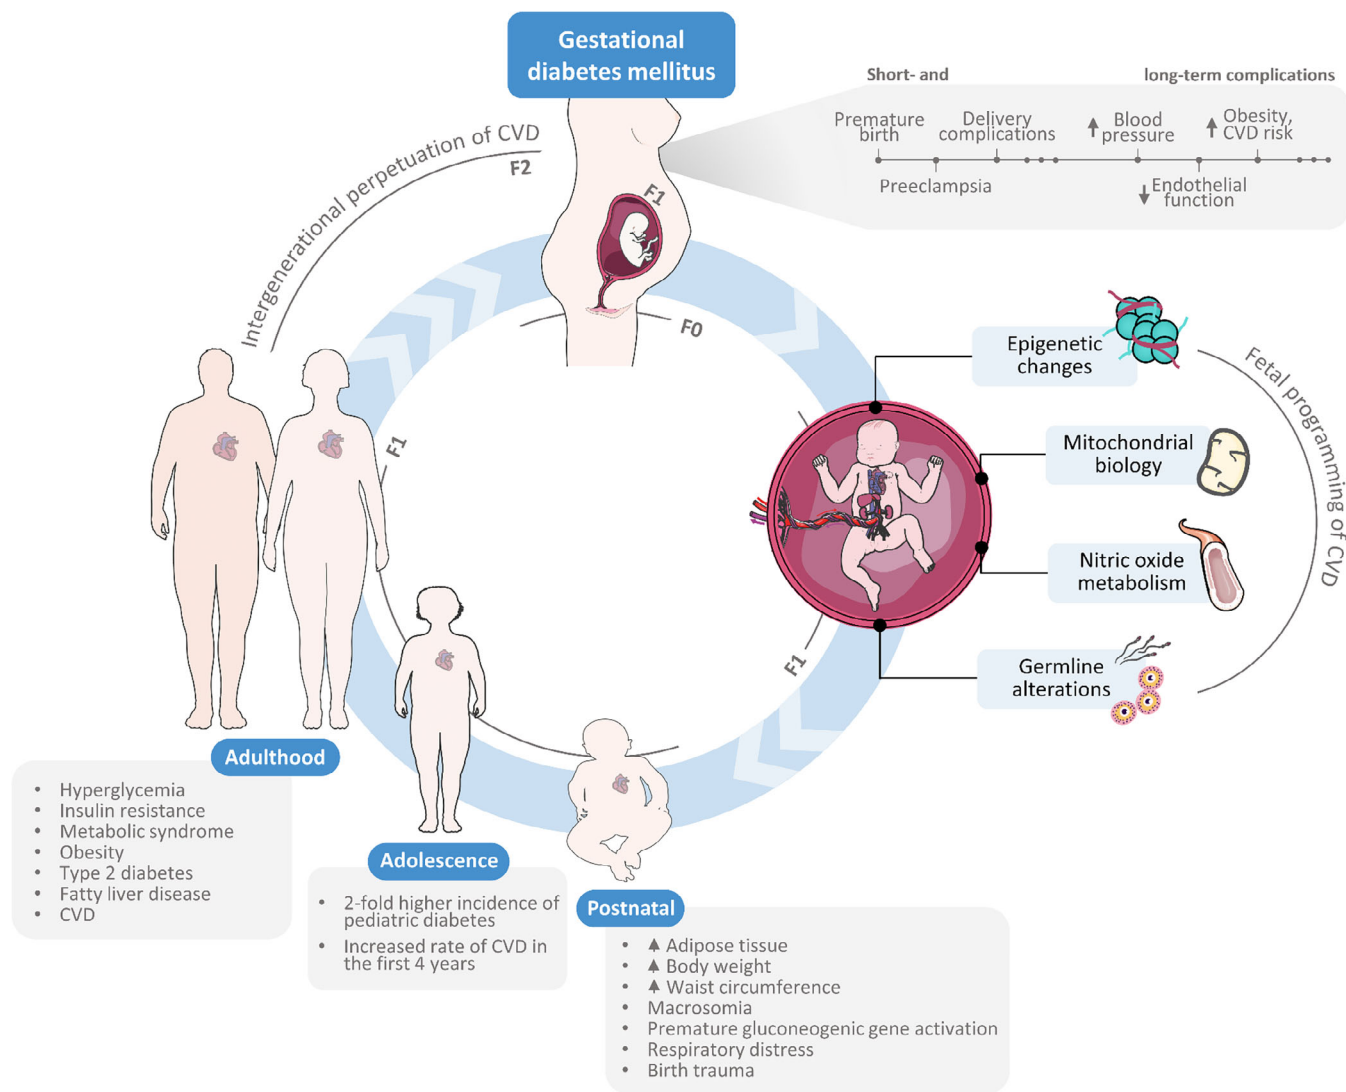 Gestational
diabetes mellitus
Short- and long-term complications
Premature
birth
Delivery
complications
Blood
pressure
Obesity,
CVD risk
Preeclampsia
Endothelial
function
Intergenerational perpetuation of CVD
F2
F1
F0
Epigenetic
changes
Mitochondrial
biology
Nitric oxide
metabolism
Germline
alterations
Fetal programming of CVD
F1
F1
Adulthood
• Hyperglycemia
• Insulin resistance
• Metabolic syndrome
• Obesity
• Type 2 diabetes
• Fatty liver disease
• CVD
Adolescence
• 2-fold higher incidence of
pediatric diabetes
• Increased rate of CVD in
the first 4 years
Postnatal
• Adipose tissue
• Body weight
• Waist circumference
• Macrosomia
• Premature gluconeogenic gene activation
• Respiratory distress
• Birth trauma